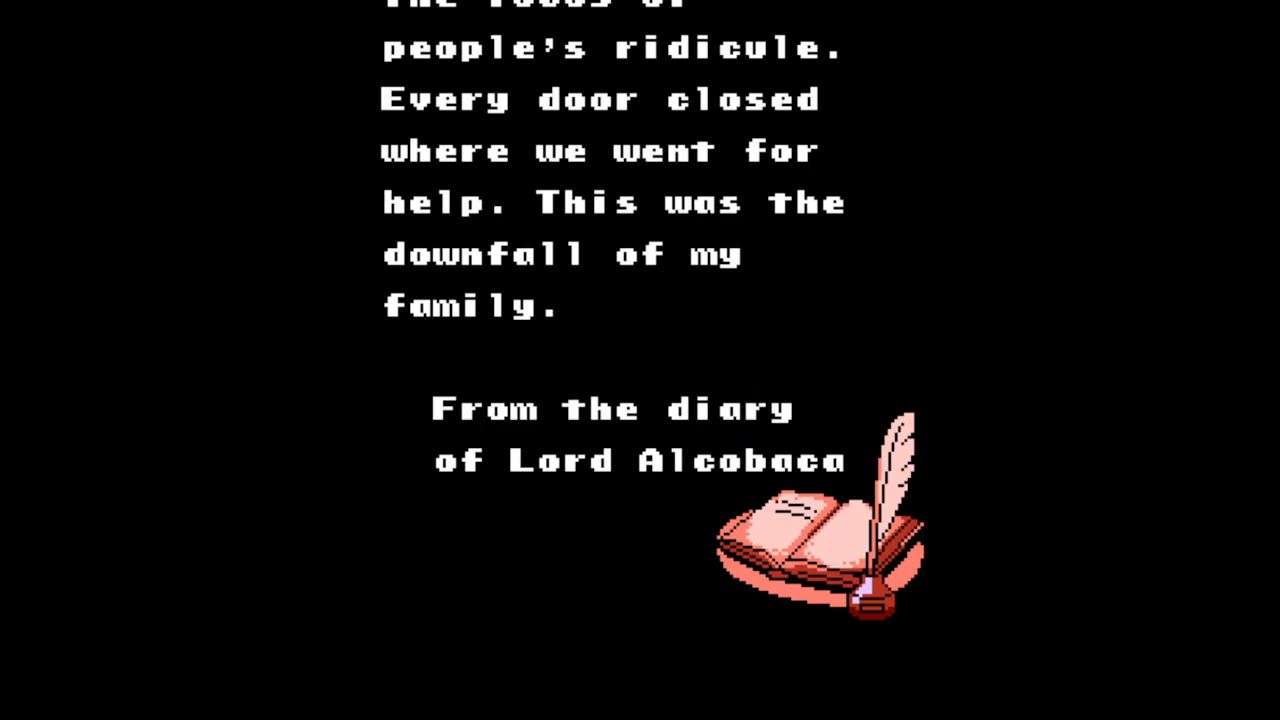 people's ridicule.
Every door closed
where we went for
help. This was the
downfall of my
family.
From the diary
of Lord Alcobaca